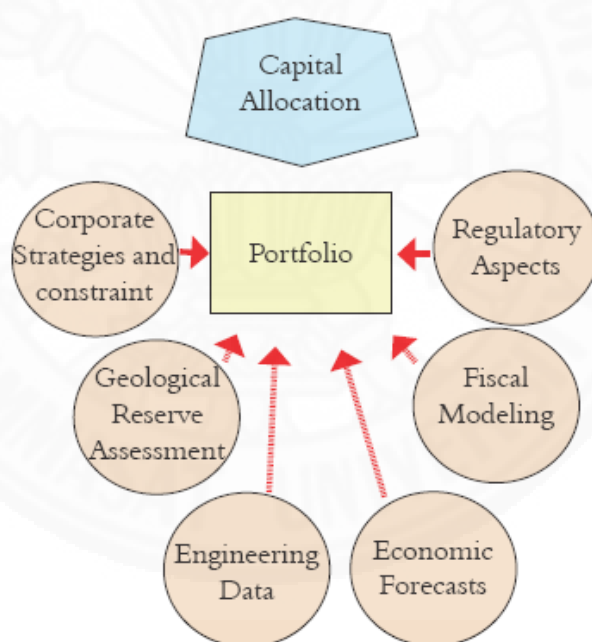 Capital
Allocation
Corporate
Strategies and
constraint
Portfolio
Regulatory
Aspects
Geological
Reserve
Assessment
Fiscal
Modeling
Engineering
Data
Economic
Forecasts